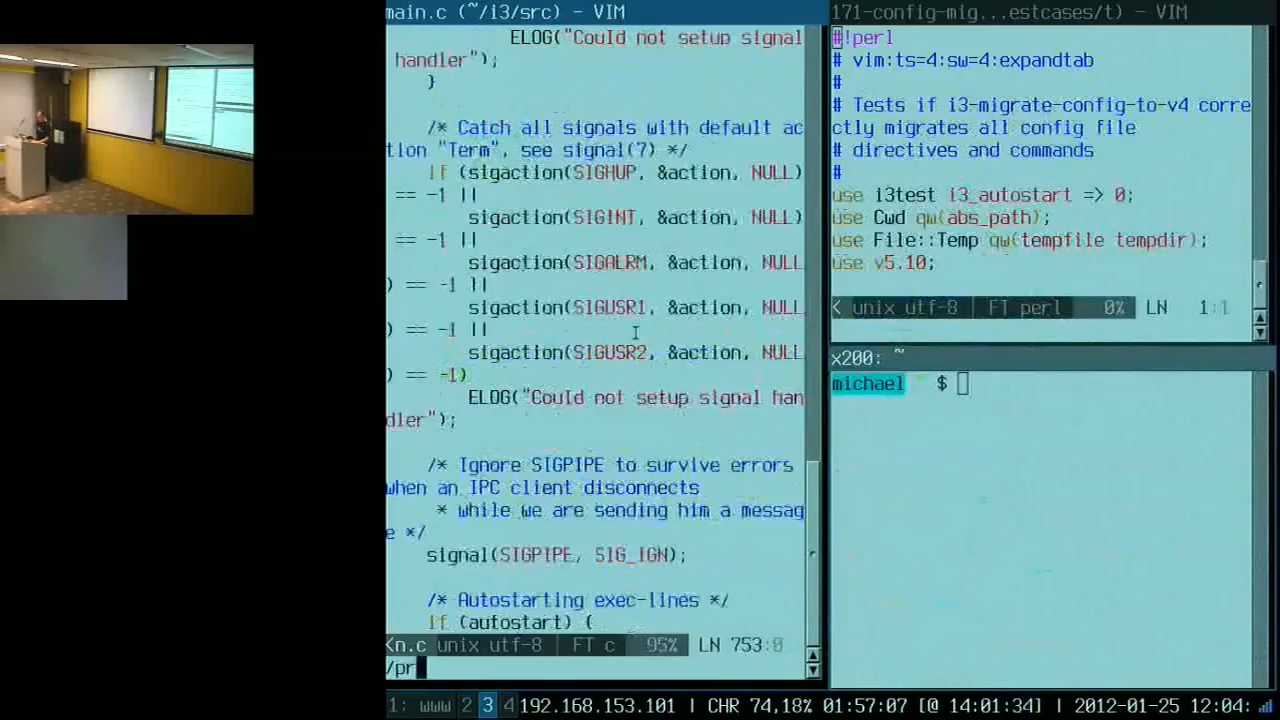 main.c (~/i3/src) - VIM
ELOG("Could not setup signal
handler");
}
/* Catch all signals with default ac
tion "Term", see signal(7) */
if (sigaction(SIGHUP, &action, NULL)
== -1 ||
sigaction(SIGINT, &action, NULL)
== -1 ||
sigaction(SIGALRM, &action, NULL
) == -1 ||
sigaction(SIGUSR1, &action, NULL
) == -1 ||
sigaction(SIGUSR2, &action, NULL
) == -1)
ELOG("Could not setup signal han
dler");
/* Ignore SIGPIPE to survive errors
when an IPC client disconnects
* while we are sending him a messag
e */
signal(SIGPIPE, SIG_IGN);
/* Autostarting exec-lines */
if (autostart) {
<n.c unix utf-8 | FT c | 95% LN 753:0
/pr
171-config-mig...estcases/t) - VIM
#!perl
# vim:ts=4:sw=4:expandtab
#
# Tests if i3-migrate-config-to-v4 corre
ctly migrates all config file
# directives and commands
#
use i3test i3_autostart => 0;
use Cwd qw(abs_path);
use File::Temp qw(tempfile tempdir);
use v5.10;
< unix utf-8 | FT perl | 0% LN 1:1
x200: ~
michael ~ $
1: www 2 3 4 192.168.153.101 | CHR 74,18% 01:57:07 [@ 14:01:34] | 2012-01-25 12:04: